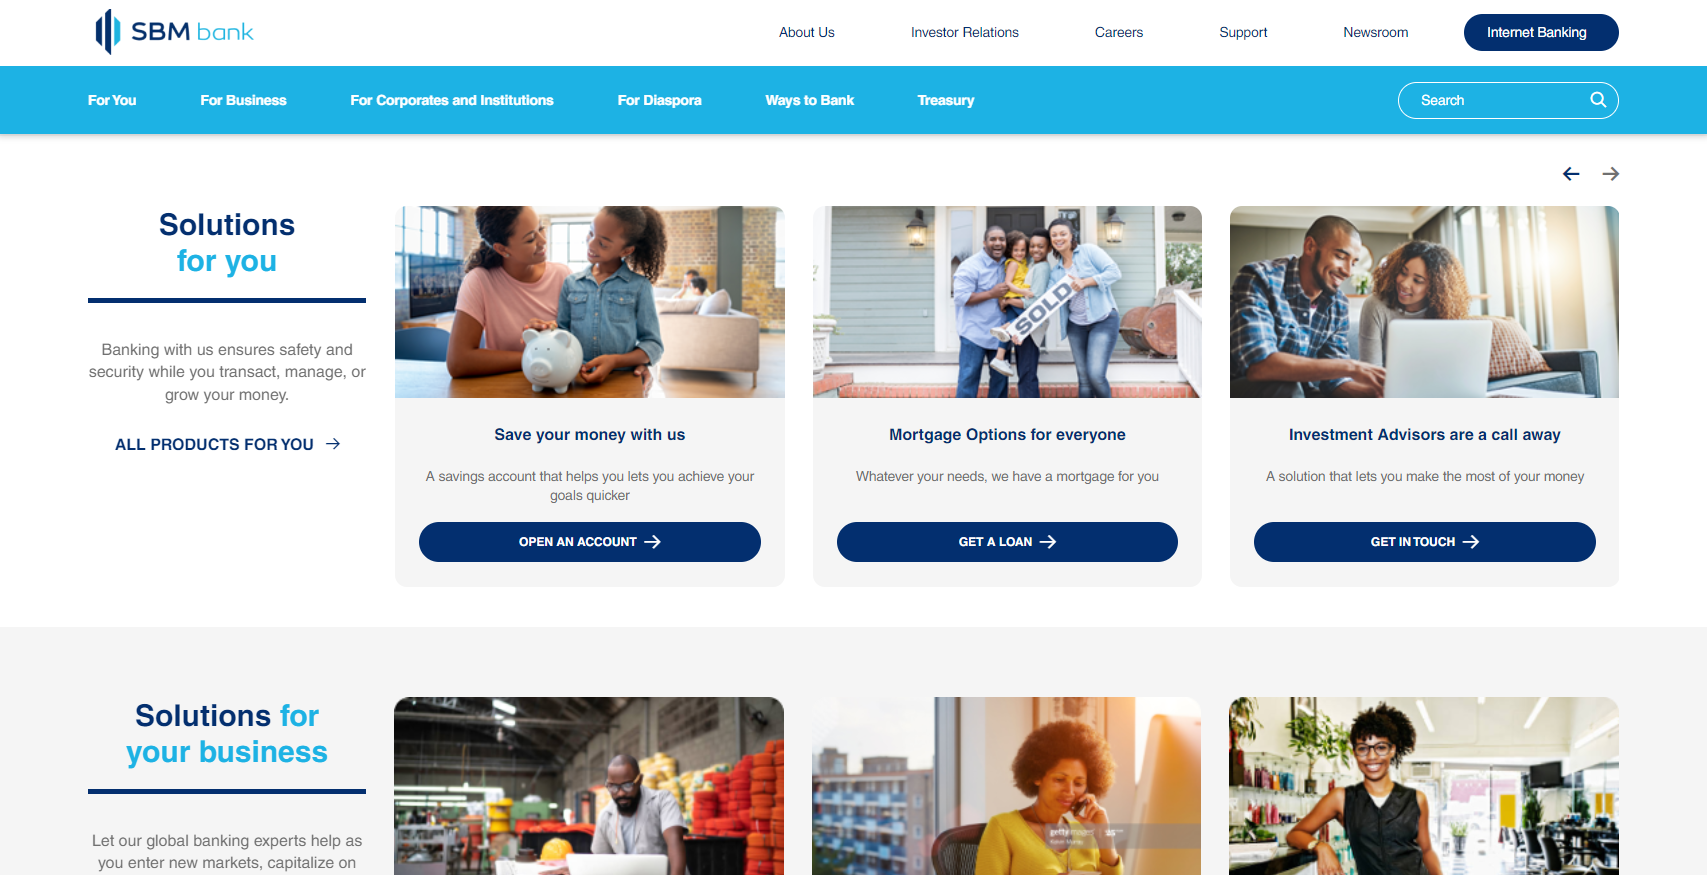 SBM bank
About Us
Investor Relations
Careers
Support
Newsroom
Internet Banking
For You
For Business
For Corporates and Institutions
For Diaspora
Ways to Bank
Treasury
Search
Solutions
for you
Banking with us ensures safety and
security while you transact, manage, or
grow your money.
ALL PRODUCTS FOR YOU
SOLD
Save your money with us
A savings account that helps you lets you achieve your
goals quicker
OPEN AN ACCOUNT
Mortgage Options for everyone
Whatever your needs, we have a mortgage for you
GET A LOAN
Investment Advisors are a call away
A solution that lets you make the most of your money
GET IN TOUCH
Solutions for
your business
Let our global banking experts help as
you enter new markets, capitalize on
gettyimages